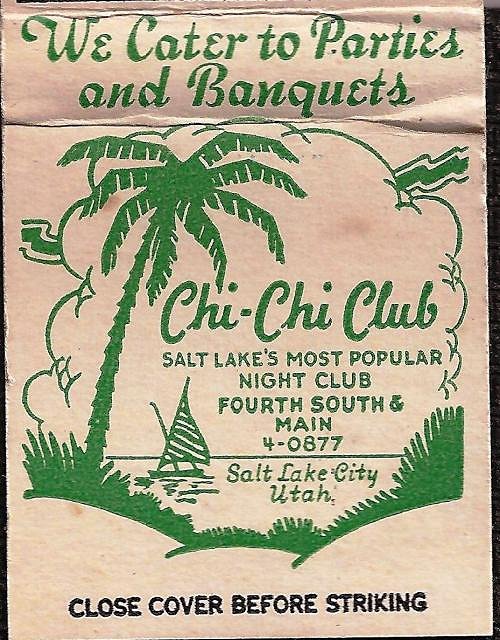 We Cater to Parties
and Banquets
Chi-Chi Club
SALT LAKE'S MOST POPULAR
NIGHT CLUB
FOURTH SOUTH &
MAIN
4-0877
Salt Lake City
Utah.
CLOSE COVER BEFORE STRIKING